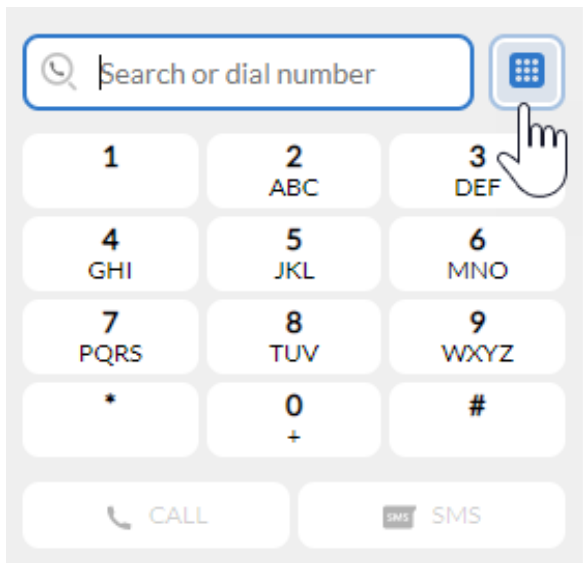 Search or dial number
1 2 3
ABC DEF
4 5 6
GHI JKL MNO
7 8 9
PQRS TUV WXYZ
* 0 #
+
CALL SMS SMS